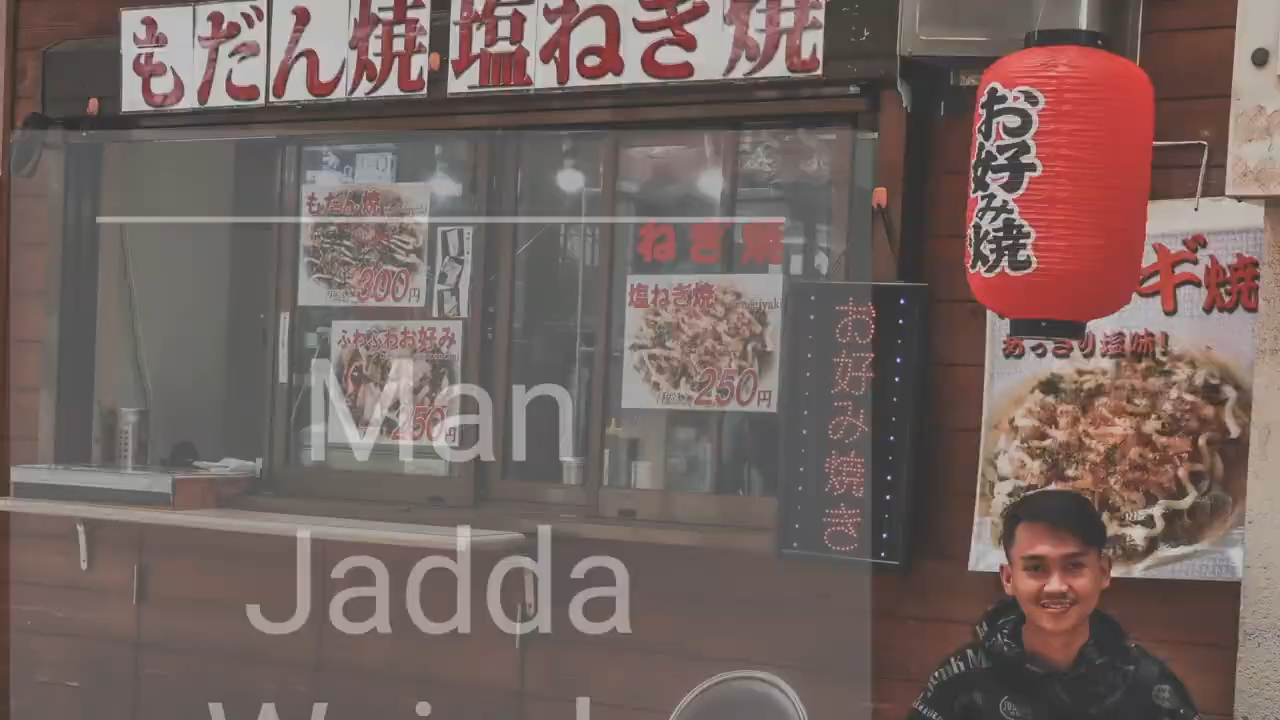 もだん焼 塩ねぎ焼
お好み焼
もだん焼
300円
ねぎ焼
塩ねぎ焼
250円
ふわふわお好み
250円
お好み焼き
ギ焼
あっさり塩味!
Man
Jadda